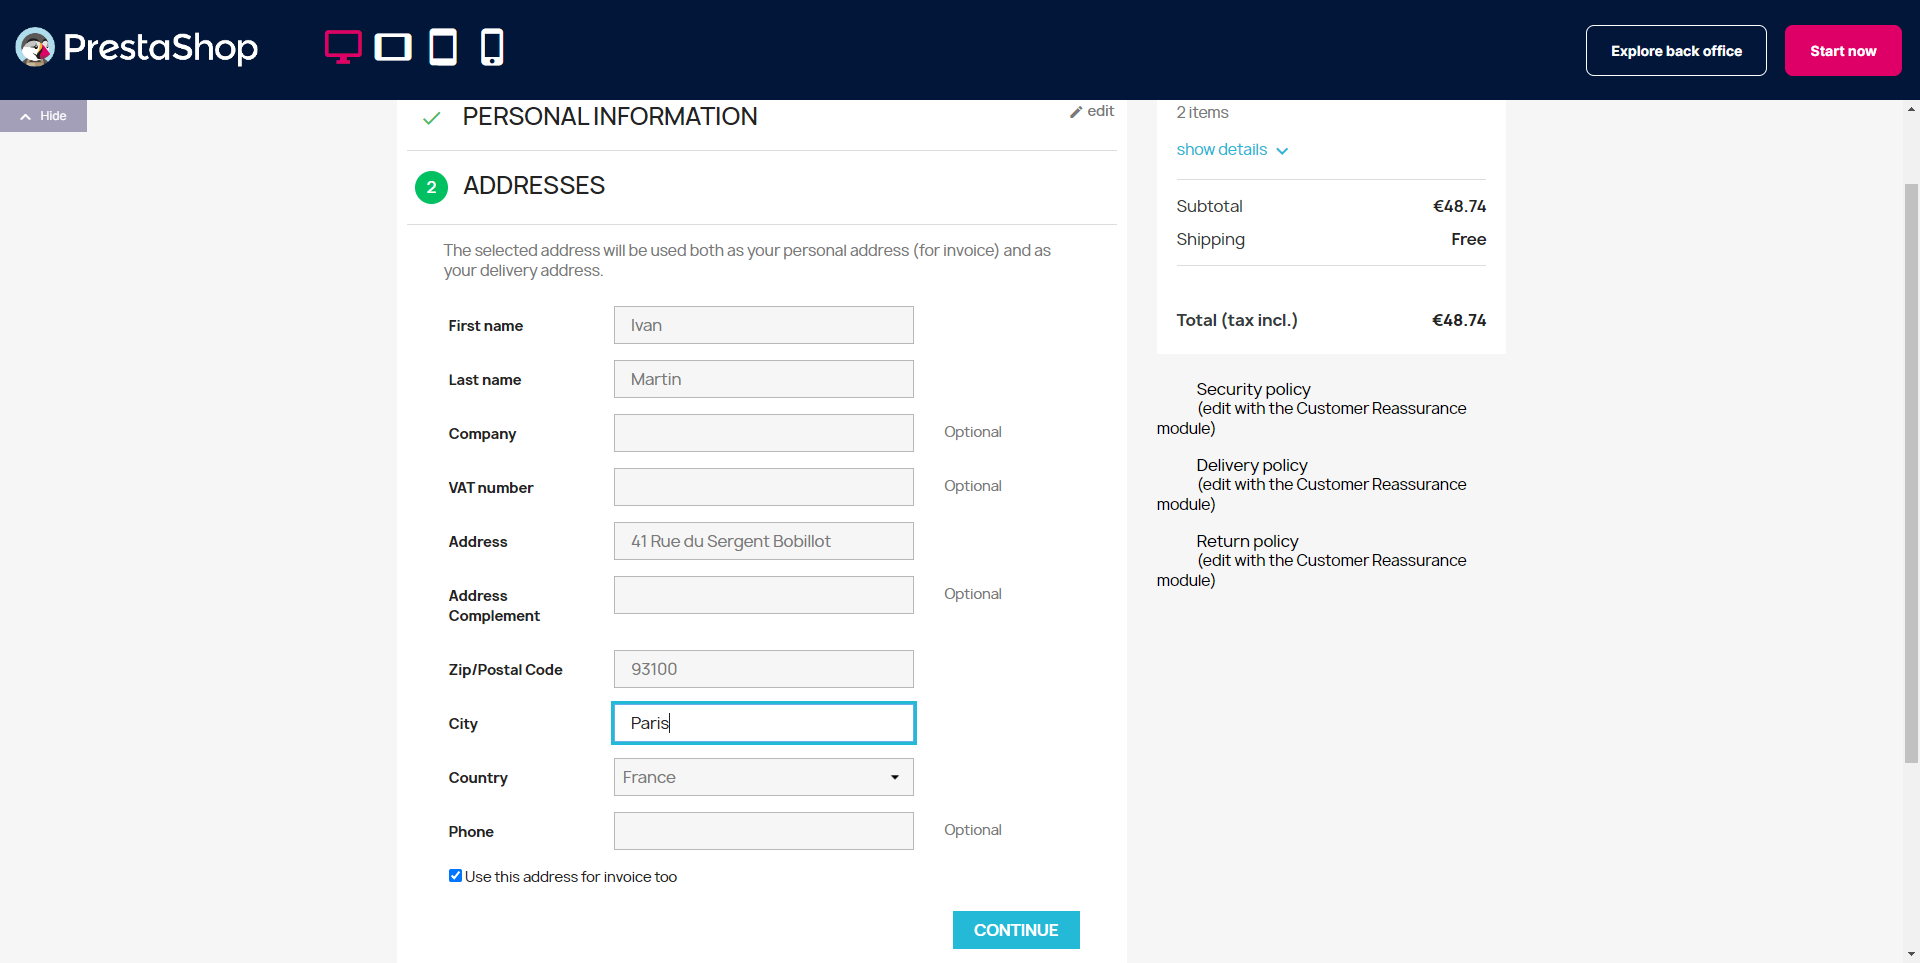 PrestaShop
Explore back office
Start now
Hide
PERSONAL INFORMATION
edit
2 ADDRESSES
The selected address will be used both as your personal address (for invoice) and as
your delivery address.
First name
Ivan
Last name
Martin
Company
Optional
VAT number
Optional
Address
41 Rue du Sergent Bobillot
Address
Complement
Optional
Zip/Postal Code
93100
City
Paris
Country
France
Phone
Optional
Use this address for invoice too
CONTINUE
2 items
show details
Subtotal
€48.74
Shipping
Free
Total (tax incl.)
€48.74
Security policy
(edit with the Customer Reassurance
module)
Delivery policy
(edit with the Customer Reassurance
module)
Return policy
(edit with the Customer Reassurance
module)